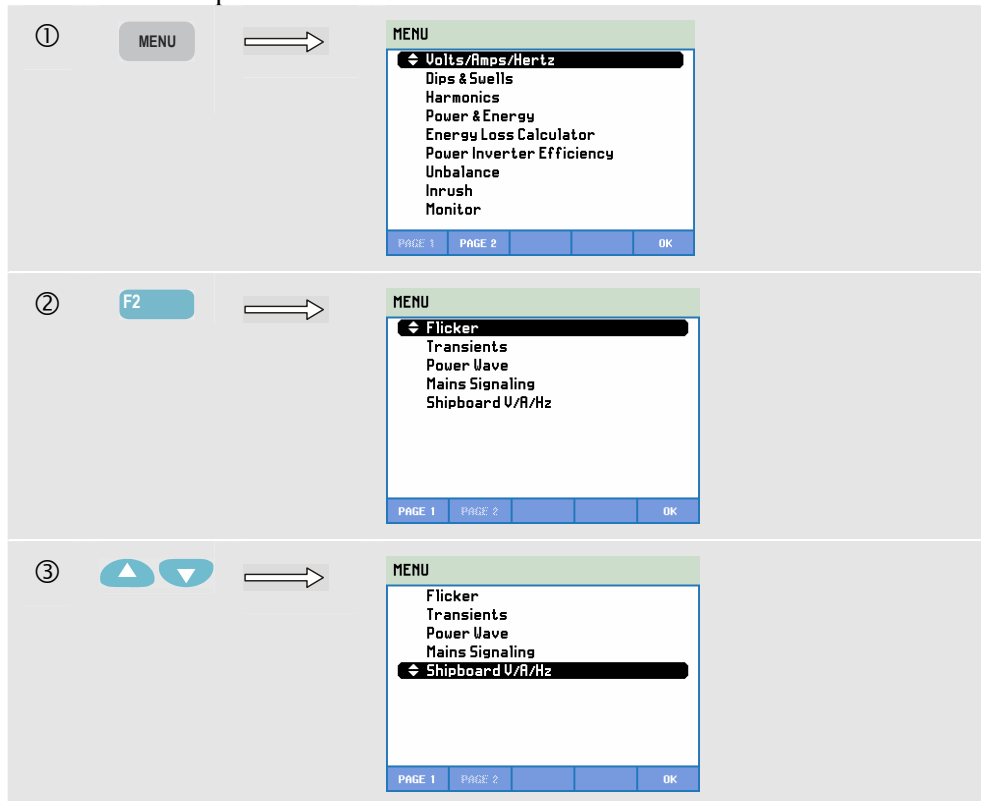 ①
MENU
MENU
Volts/Amps/Hertz
Dips & Swells
Harmonics
Power & Energy
Energy Loss Calculator
Power Inverter Efficiency
Unbalance
Inrush
Monitor
PAGE 1 PAGE 2 OK
②
F2
MENU
Flicker
Transients
Power Wave
Mains Signaling
Shipboard V/A/Hz
PAGE 1 PAGE 2 OK
③
MENU
Flicker
Transients
Power Wave
Mains Signaling
Shipboard V/A/Hz
PAGE 1 PAGE 2 OK